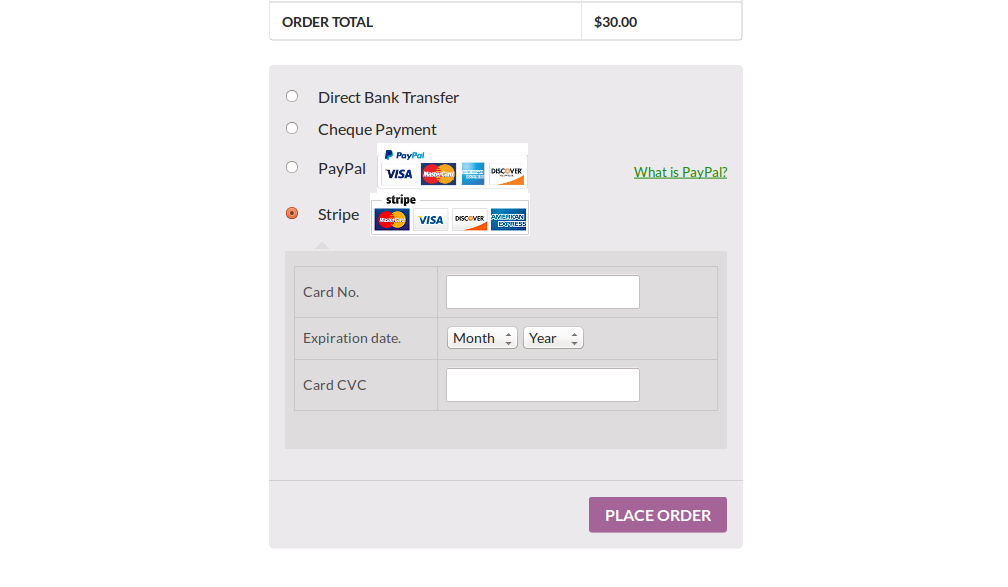 ORDER TOTAL $30.00
Direct Bank Transfer
Cheque Payment
PayPal
PayPal What is PayPal?
VISA MasterCard DISCOVER
stripe
Stripe MasterCard VISA DISCOVER AMERICAN EXPRESS
Card No.
Expiration date. Month Year
Card CVC
PLACE ORDER